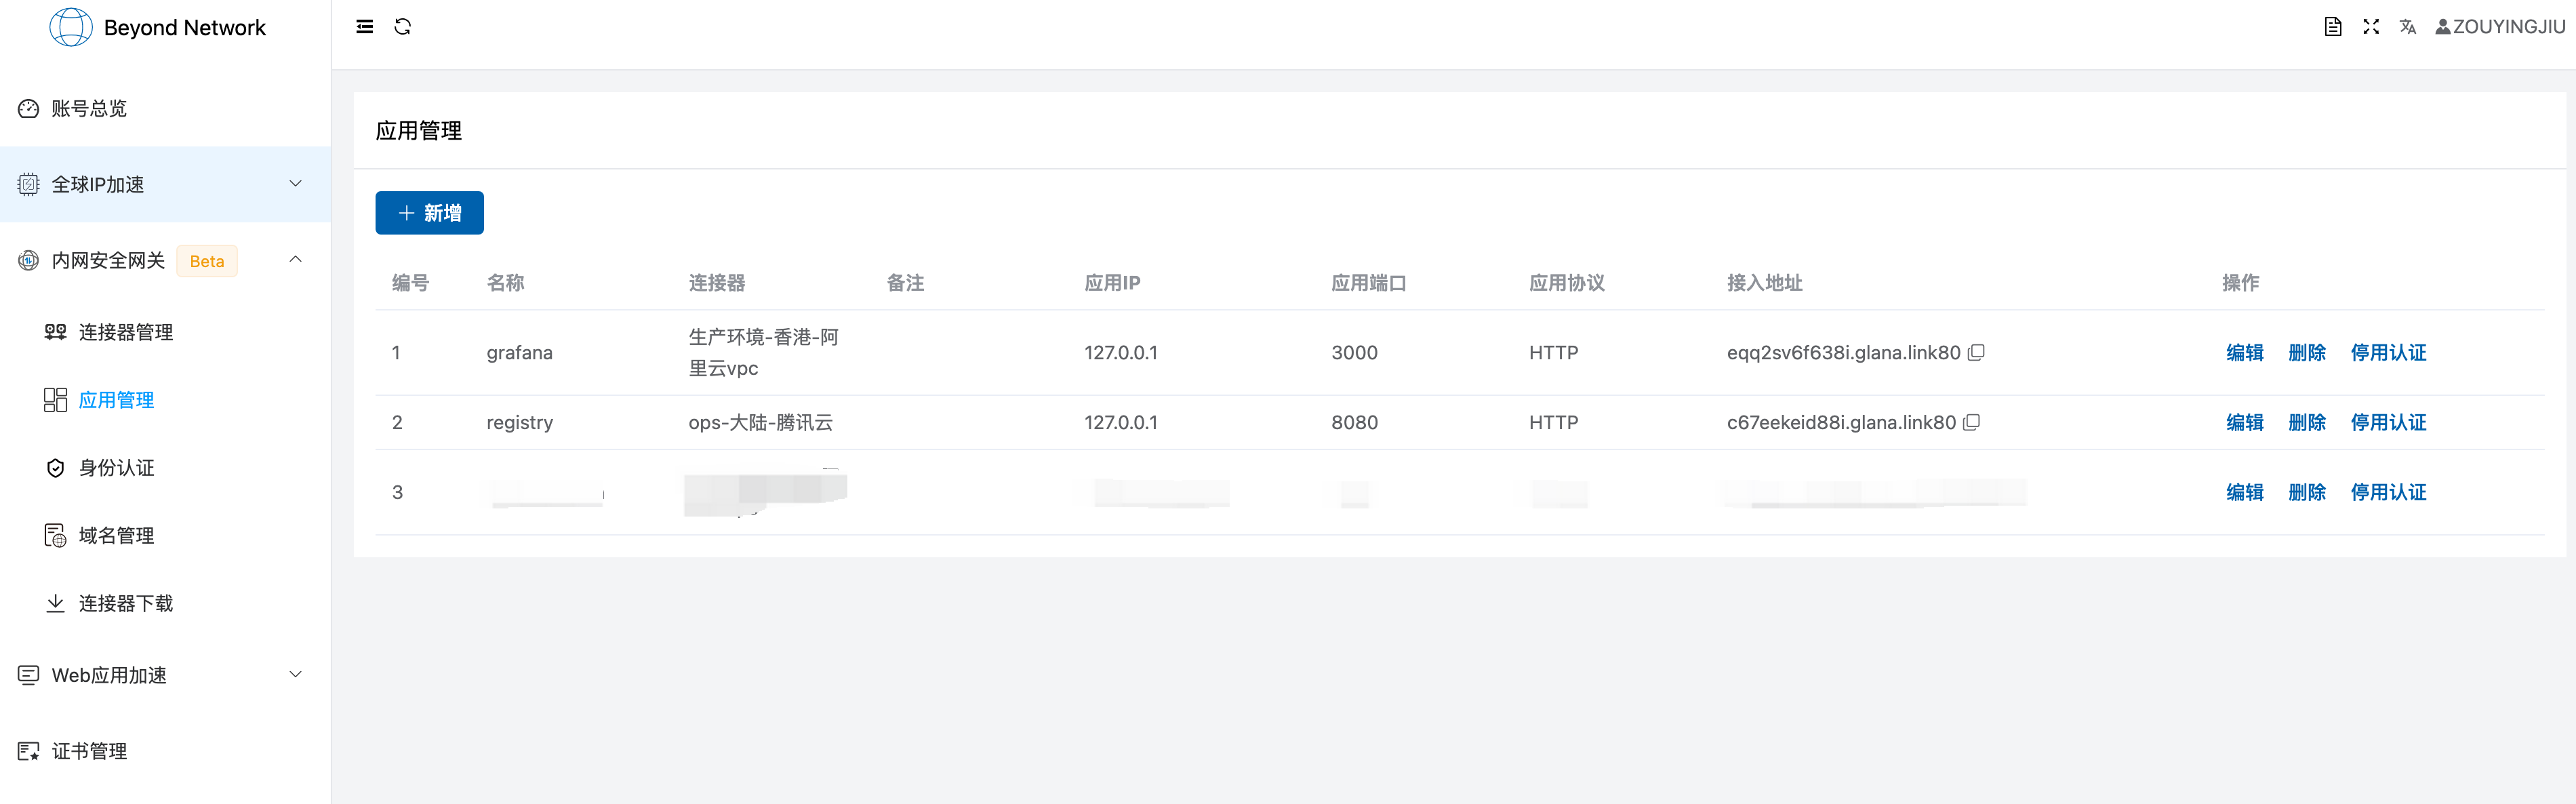 Beyond Network
ZOUYINGJIU
账号总览
全球IP加速
内网安全网关 Beta
连接器管理
应用管理
身份认证
域名管理
连接器下载
Web应用加速
证书管理
应用管理
新增
编号 名称 连接器 备注 应用IP 应用端口 应用协议 接入地址 操作
1 grafana 生产环境-香港-阿 127.0.0.1 3000 HTTP eqq2sv6f638i.glana.link80 编辑 删除 停用认证
里云vpc
2 registry ops-大陆-腾讯云 127.0.0.1 8080 HTTP c67eekeid88i.glana.link80 编辑 删除 停用认证
3 编辑 删除 停用认证